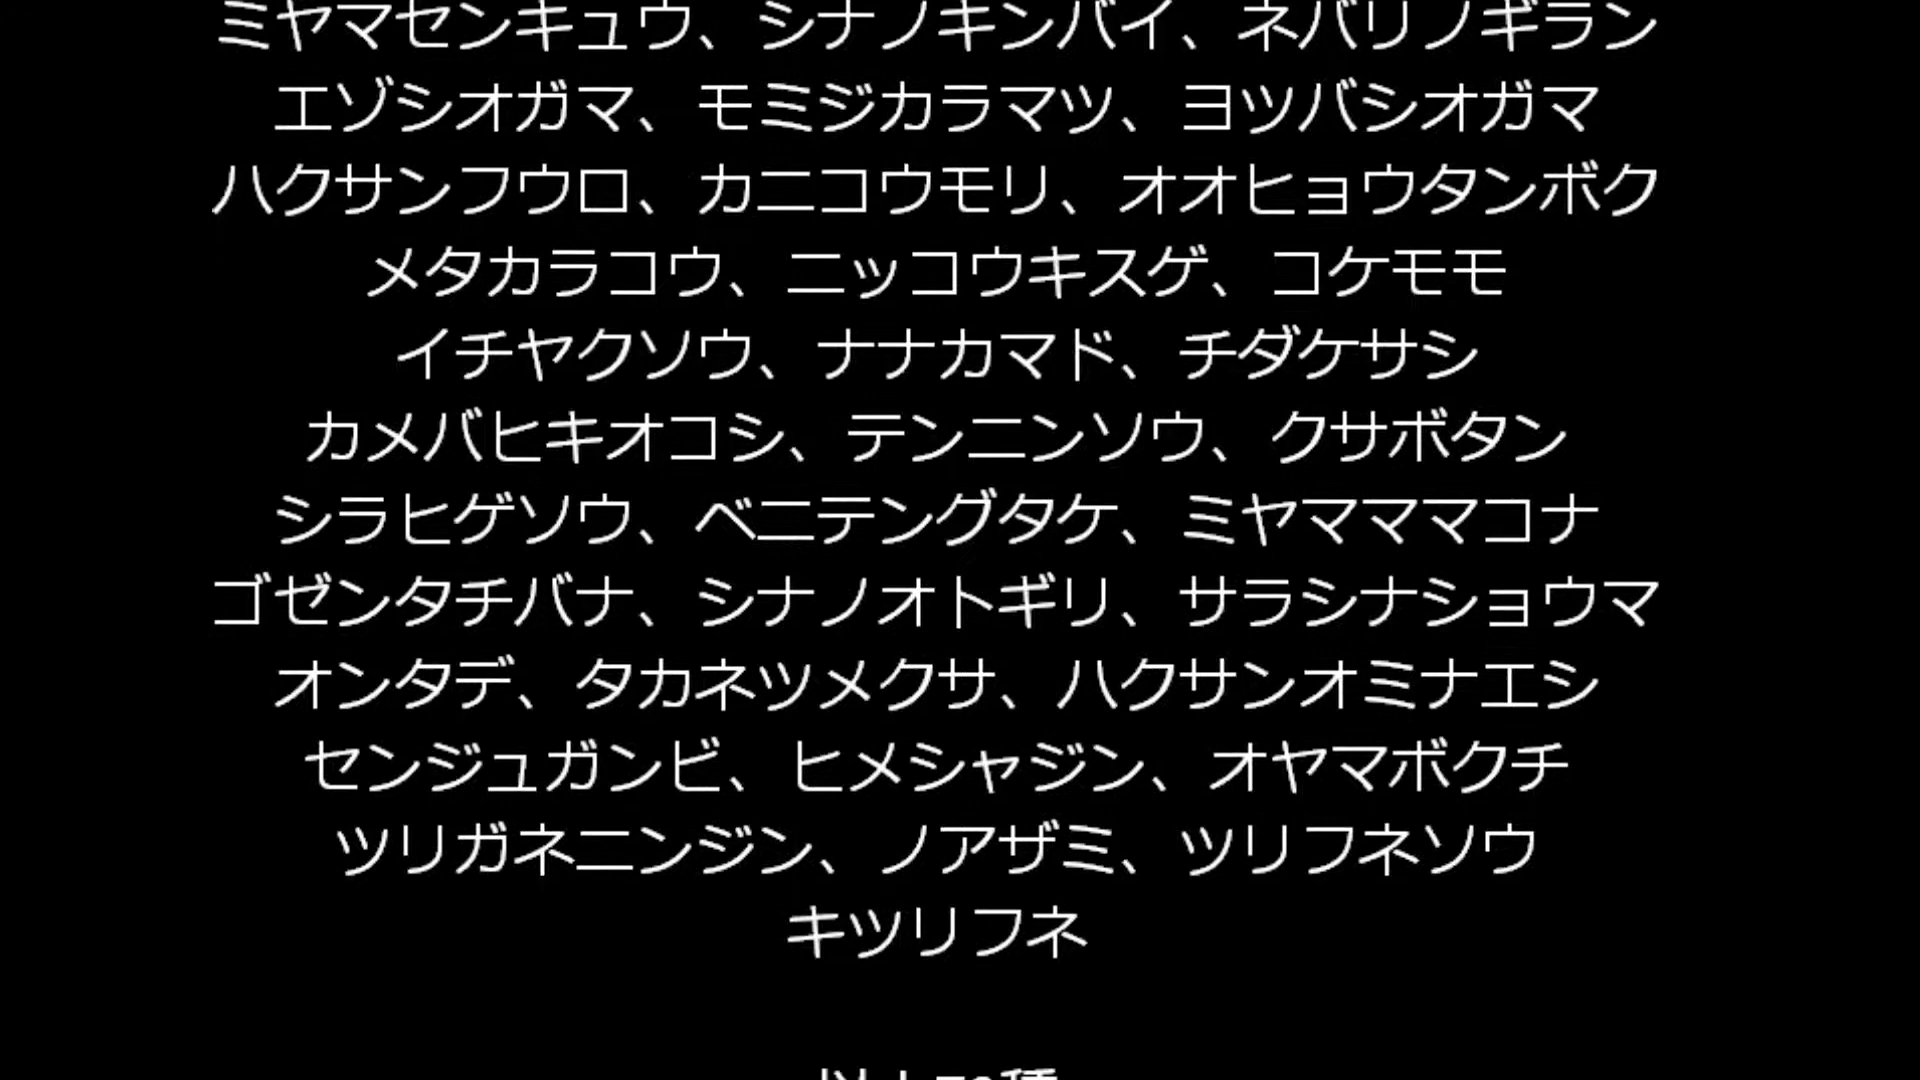 ミヤマセンキュウ、シナノキンバイ、ネバリノギラン
エゾシオガマ、モミジカラマツ、ヨツバシオガマ
ハクサンフウロ、カニコウモリ、オオヒョウタンボク
メタカラコウ、ニッコウキスゲ、コケモモ
イチヤクソウ、ナナカマド、チダケサシ
カメバヒキオコシ、テンニンソウ、クサボタン
シラヒゲソウ、ベニテングタケ、ミヤマママコナ
ゴゼンタチバナ、シナノオトギリ、サラシナショウマ
オンタデ、タカネツメクサ、ハクサンオミナエシ
センジュガンビ、ヒメシャジン、オヤマボクチ
ツリガネニンジン、ノアザミ、ツリフネソウ
キツリフネ